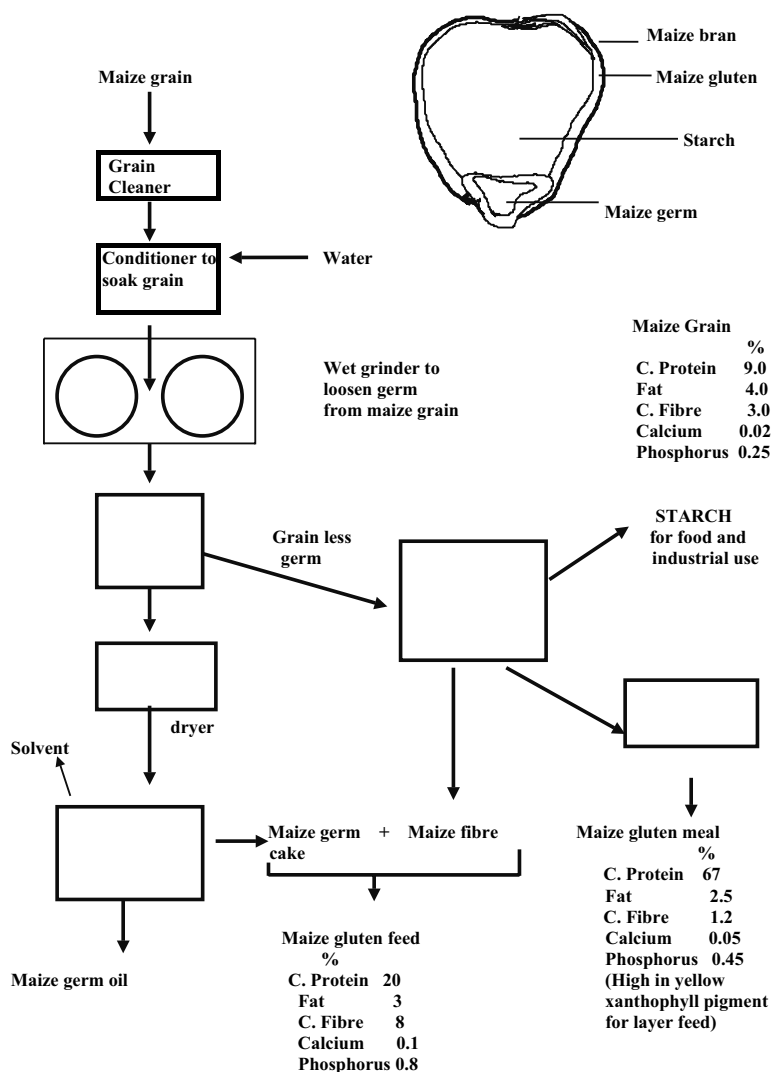 Maize bran
Maize gluten
Starch
Maize germ
Maize grain
Grain
Cleaner
Conditioner to
soak grain
Water
Wet grinder to
loosen germ
from maize grain
Maize Grain
%
C. Protein 9.0
Fat 4.0
C. Fibre 3.0
Calcium 0.02
Phosphorus 0.25
Grain less
germ
STARCH
for food and
industrial use
dryer
Solvent
Maize germ + Maize fibre
cake
Maize germ oil
Maize gluten feed
%
C. Protein 20
Fat 3
C. Fibre 8
Calcium 0.1
Phosphorus 0.8
Maize gluten meal
%
C. Protein 67
Fat 2.5
C. Fibre 1.2
Calcium 0.05
Phosphorus 0.45
(High in yellow
xanthophyll pigment
for layer feed)